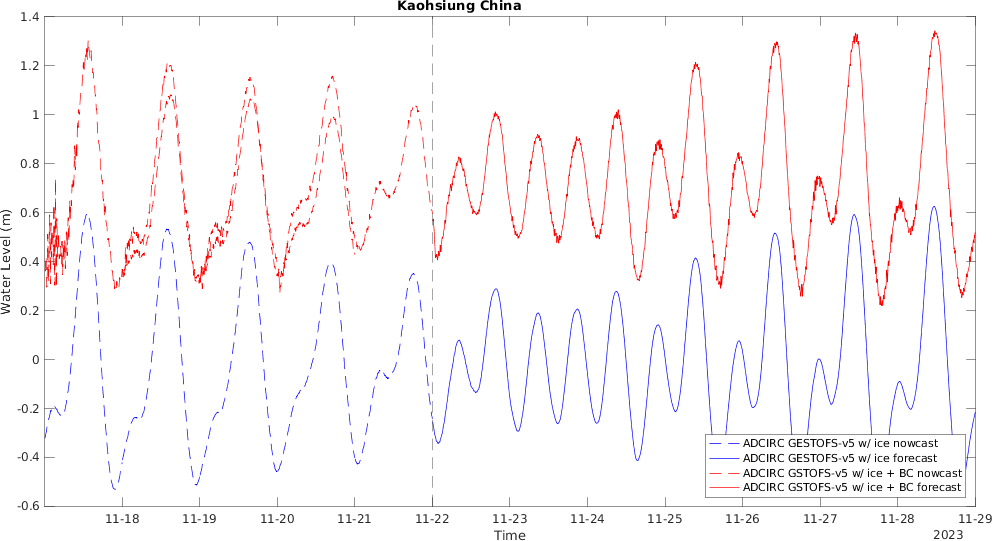 Kaohsiung China
1.4
1.2
1
0.8
0.6
0.4
0.2
0
-0.2
-0.4
-0.6
Water Level (m)
ADCIRC GESTOFS-v5 w/ ice nowcast
ADCIRC GESTOFS-v5 w/ ice forecast
ADCIRC GSTOFS-v5 w/ ice + BC nowcast
ADCIRC GSTOFS-v5 w/ ice + BC forecast
11-18 11-19 11-20 11-21 11-22 11-23 11-24 11-25 11-26 11-27 11-28 11-29
Time
2023